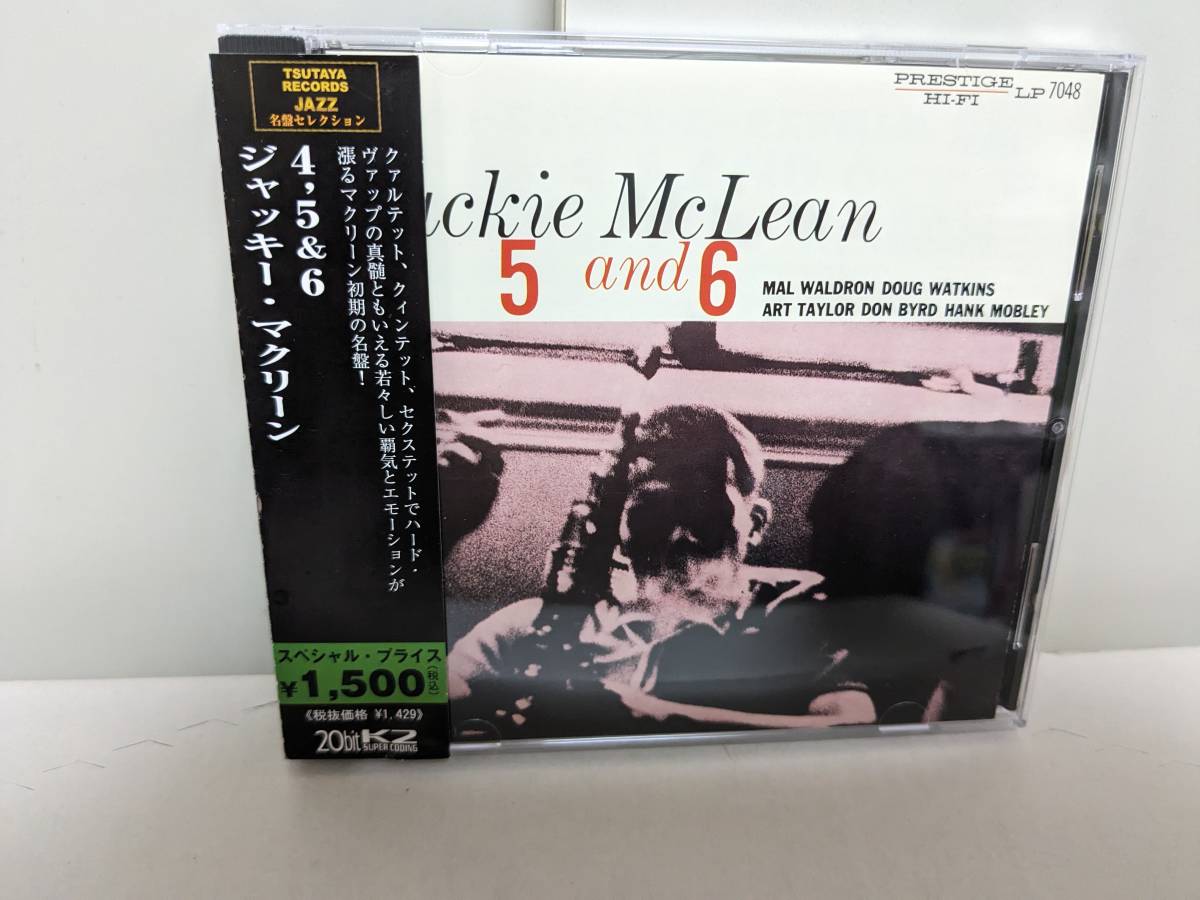 TSUTAYA
RECORDS
JAZZ
名盤セレクション
クァルテット、クィンテット、セクステットでハード・
ヴァップの真髄ともいえる若々しい覇気とエモーションが
漲るマクリーン初期の名盤!
4,5&6
ジャッキー・マクリーン
スペシャル・プライス
¥1,500(税込)
《税抜価格 ¥1,429》
20bit K2
SUPER CODING
PRESTIGE LP 7048
HI-FI
ackie McLean
5 and 6
MAL WALDRON DOUG WATKINS
ART TAYLOR DON BYRD HANK MOBLEY